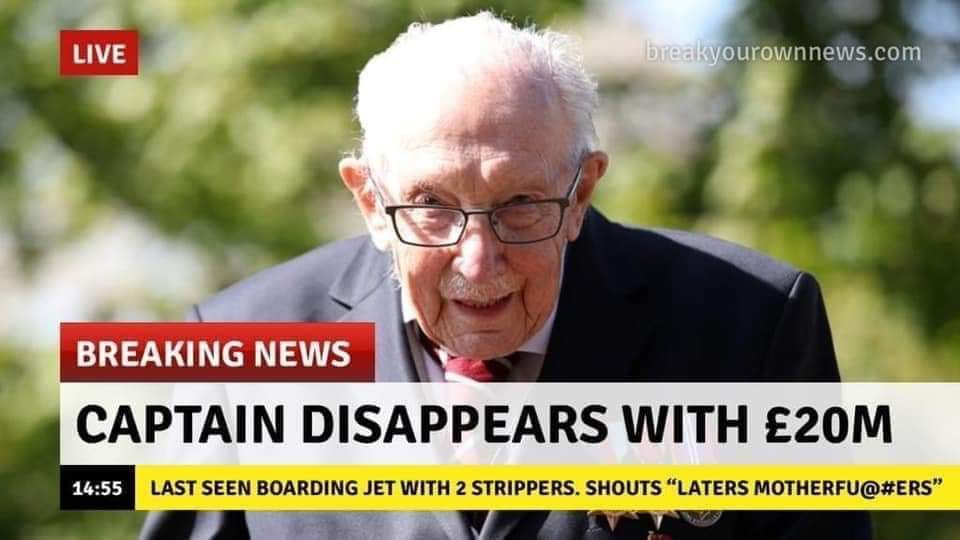 LIVE
breakyourownnews.com
BREAKING NEWS
CAPTAIN DISAPPEARS WITH £20M
14:55 LAST SEEN BOARDING JET WITH 2 STRIPPERS. SHOUTS “LATERS MOTHERFU@#ERS”